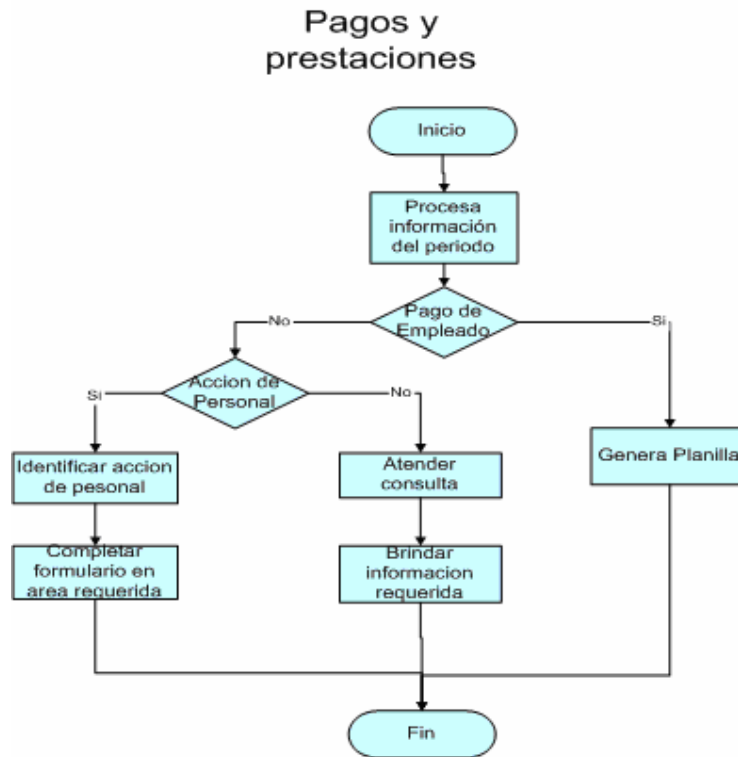 Pagos y
prestaciones
Inicio
Procesa
información
del periodo
Pago de
Empleado
No
Si
Accion de
Personal
Si
No
Identificar accion
de pesonal
Atender
consulta
Genera Planilla
Completar
formulario en
area requerida
Brindar
informacion
requerida
Fin